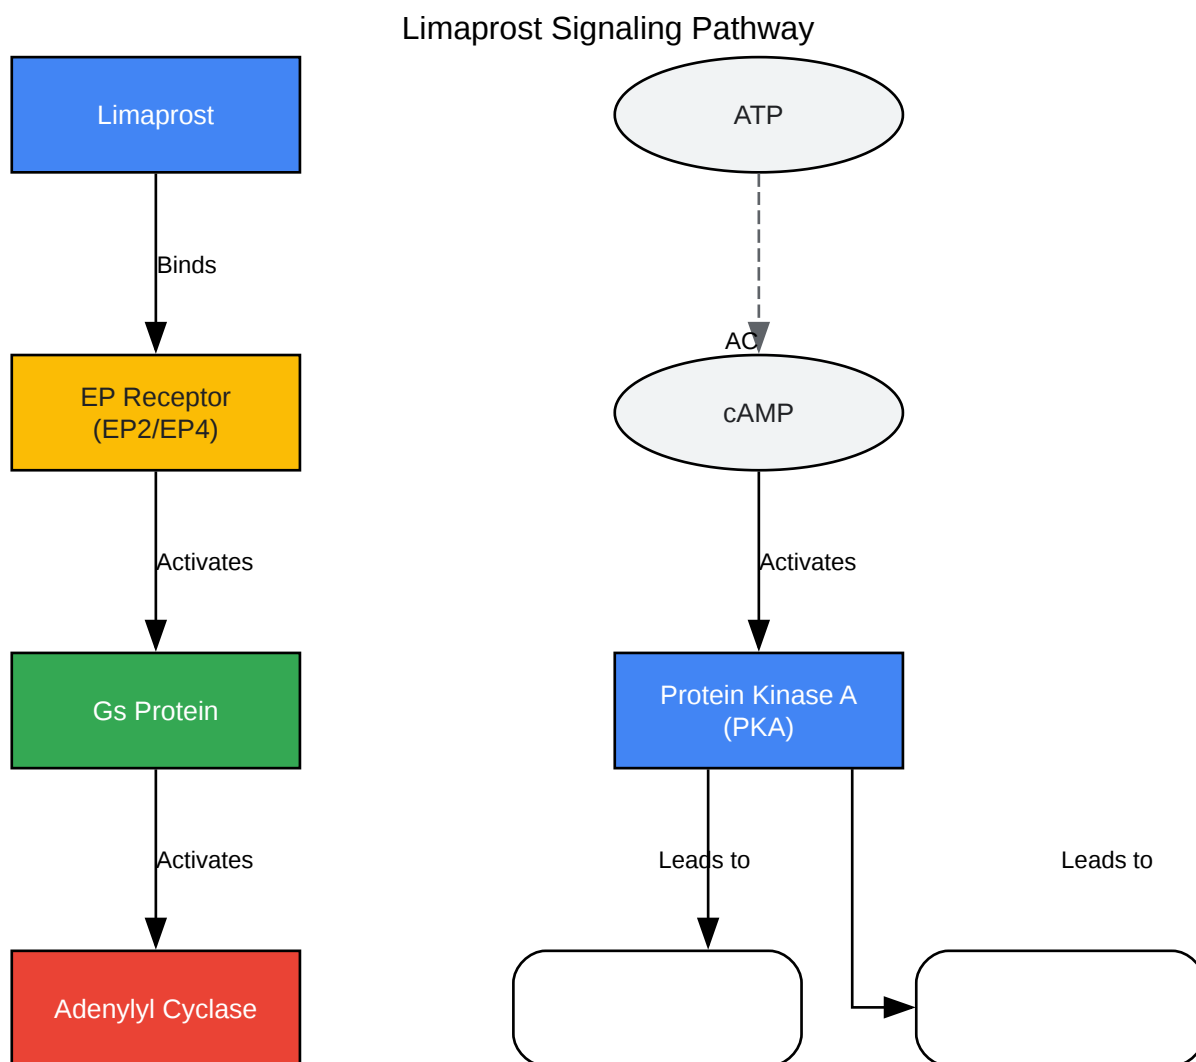 Limaprost Signaling Pathway
Limaprost
ATP
Binds
AC
EP Receptor
(EP2/EP4)
cAMP
Activates
Activates
Gs Protein
Protein Kinase A
(PKA)
Activates
Leads to
Leads to
Adenylyl Cyclase